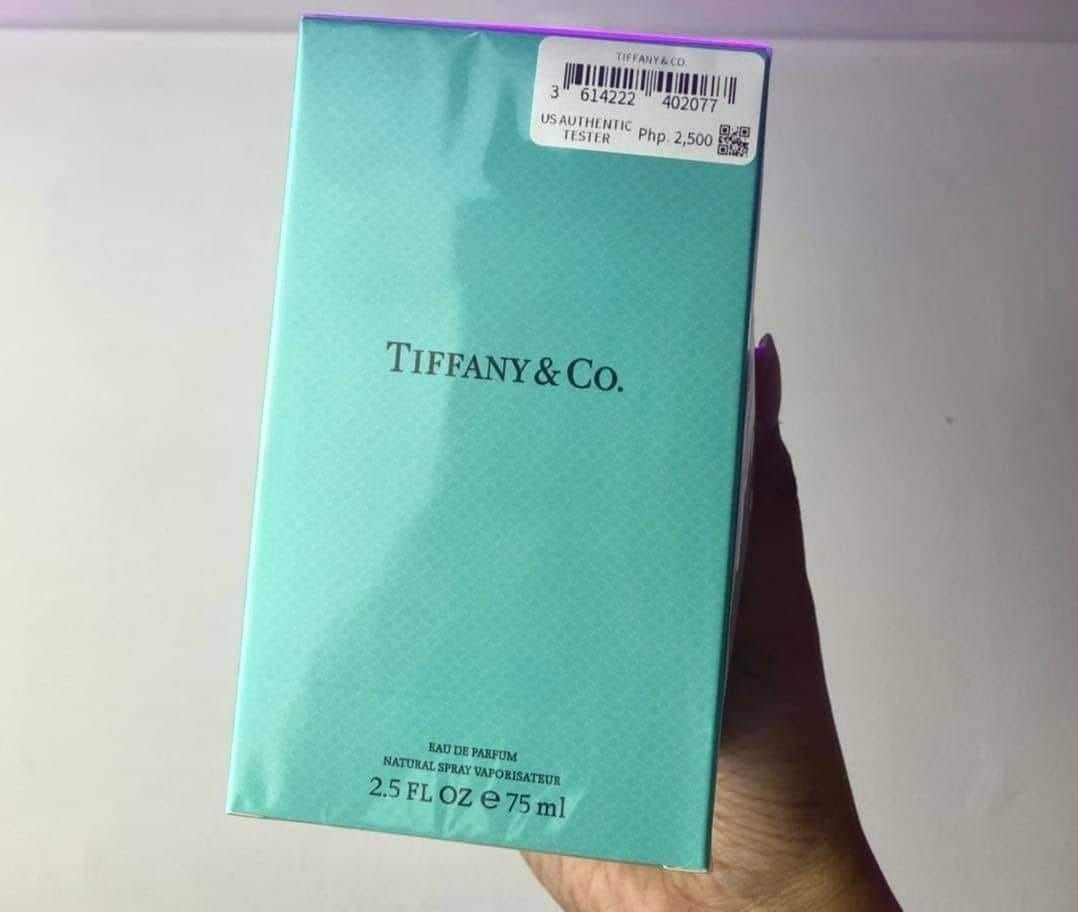 TIFFANY & CO.
3 614222 402077
US AUTHENTIC
TESTER
Php. 2,500
TIFFANY & CO.
EAU DE PARFUM
NATURAL SPRAY VAPORISATEUR
2.5 FL OZ e 75 ml